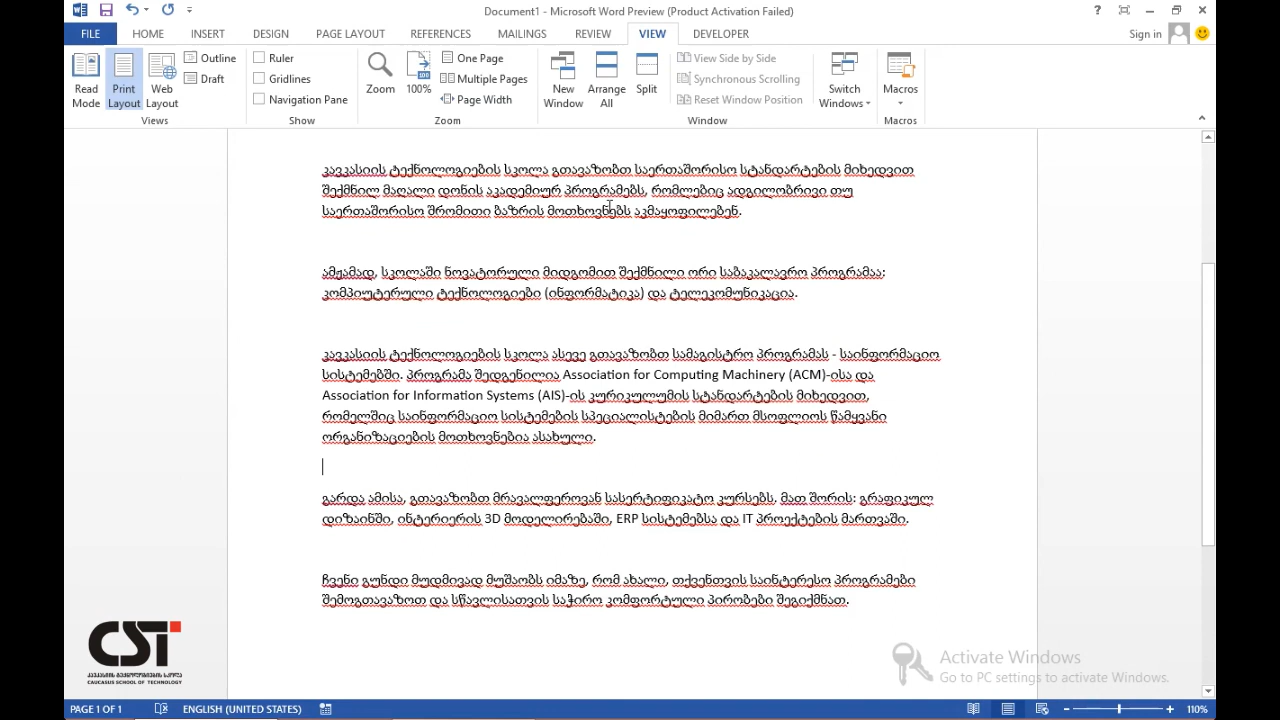 Document1 - Microsoft Word Preview (Product Activation Failed)
FILE HOME INSERT DESIGN PAGE LAYOUT REFERENCES MAILINGS REVIEW VIEW DEVELOPER Sign in
Read Mode Print Layout Web Layout Outline Draft
Views
Ruler Gridlines Navigation Pane
Show
Zoom 100% One Page Multiple Pages Page Width
Zoom
New Window Arrange All Split View Side by Side Synchronous Scrolling Reset Window Position
Window
Switch Windows
Macros
Macros
კავკასიის ტექნოლოგიების სკოლა გთავაზობთ საერთაშორისო სტანდარტების მიხედვით
შექმნილ მაღალი დონის აკადემიურ პროგრამებს, რომლებიც ადგილობრივი თუ
საერთაშორისო შრომითი ბაზრის მოთხოვნებს აკმაყოფილებენ.
ამჟამად, სკოლაში ნოვატორული მიდგომით შექმნილი ორი საბაკალავრო პროგრამაა:
კომპიუტერული ტექნოლოგიები (ინფორმატიკა) და ტელეკომუნიკაცია.
კავკასიის ტექნოლოგიების სკოლა ასევე გთავაზობთ სამაგისტრო პროგრამას - საინფორმაციო
სისტემებში. პროგრამა შედგენილია Association for Computing Machinery (ACM)-ისა და
Association for Information Systems (AIS)-ის კურიკულუმის სტანდარტების მიხედვით,
რომელშიც საინფორმაციო სისტემების სპეციალისტების მიმართ მსოფლიოს წამყვანი
ორგანიზაციების მოთხოვნებია ასახული.
გარდა ამისა, გთავაზობთ მრავალფეროვან სასერტიფიკატო კურსებს, მათ შორის: გრაფიკულ
დიზაინში, ინტერიერის 3D მოდელირებაში, ERP სისტემებსა და IT პროექტების მართვაში.
ჩვენი გუნდი მუდმივად მუშაობს იმაზე, რომ ახალი, თქვენთვის საინტერესო პროგრამები
შემოგთავაზოთ და სწავლისათვის საჭირო კომფორტული პირობები შეგიქმნათ.
CST
კავკასიის ტექნოლოგიების სკოლა
CAUCASUS SCHOOL OF TECHNOLOGY
Activate Windows
Go to PC settings to activate Windows.
PAGE 1 OF 1 ENGLISH (UNITED STATES) 110%